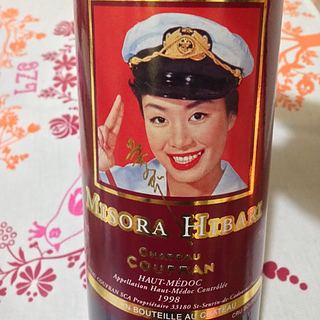 MISORA HIBARI
CHATEAU
COUFRAN
HAUT-MÉDOC
Appellation Haut-Médoc Contrôlée
COUFRAN SCA Propriétaire 33180 St-Seurin-de
1998
BOUTEILLE AU CHATEAU